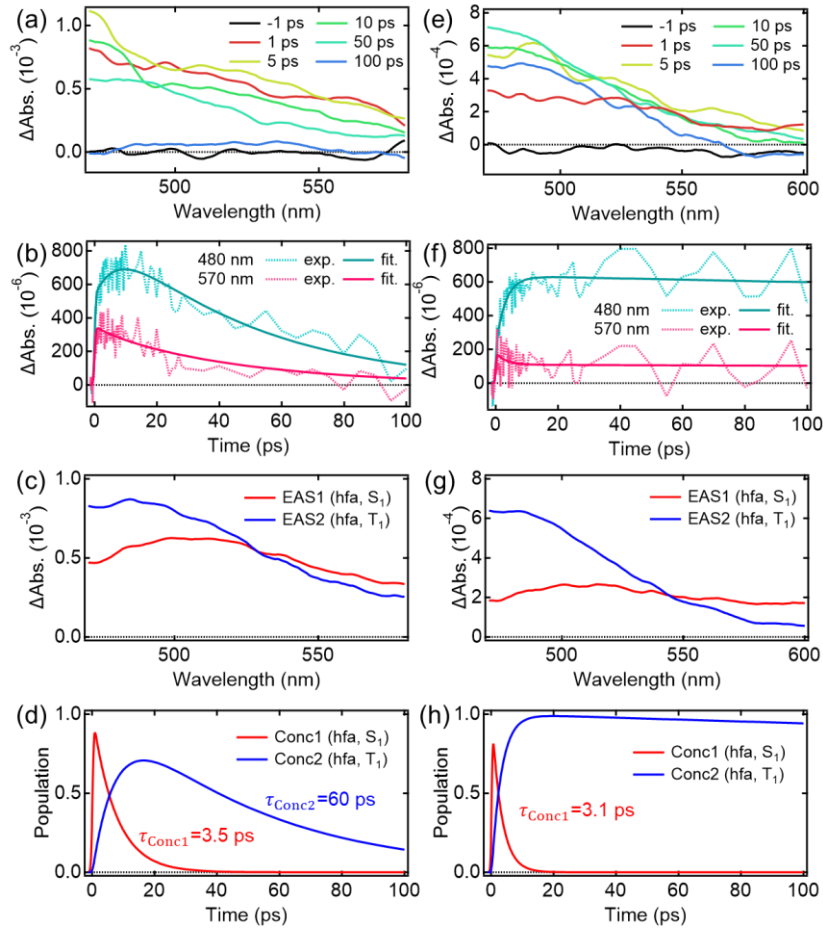 (a)
ΔAbs. (10⁻³)
1.0
0.5
0.0
-1 ps
1 ps
5 ps
10 ps
50 ps
100 ps
500
550
Wavelength (nm)
(e)
ΔAbs. (10⁻⁴)
8
6
4
2
0
-1 ps
1 ps
5 ps
10 ps
50 ps
100 ps
500
550
600
Wavelength (nm)
(b)
ΔAbs. (10⁻⁶)
800
600
400
200
0
480 nm exp. fit.
570 nm exp. fit.
0
20
40
60
80
100
Time (ps)
(f)
ΔAbs. (10⁻⁶)
800
600
400
200
0
480 nm exp. fit.
570 nm exp. fit.
0
20
40
60
80
100
Time (ps)
(c)
ΔAbs. (10⁻³)
1.0
0.5
0.0
EAS1 (hfa, S₁)
EAS2 (hfa, T₁)
500
550
Wavelength (nm)
(g)
ΔAbs. (10⁻⁴)
8
6
4
2
0
EAS1 (hfa, S₁)
EAS2 (hfa, T₁)
500
550
600
Wavelength (nm)
(d)
Population
1.0
0.5
0.0
Conc1 (hfa, S₁)
Conc2 (hfa, T₁)
τConc2=60 ps
τConc1=3.5 ps
0
20
40
60
80
100
Time (ps)
(h)
Population
1.0
0.5
0.0
Conc1 (hfa, S₁)
Conc2 (hfa, T₁)
τConc1=3.1 ps
0
20
40
60
80
100
Time (ps)